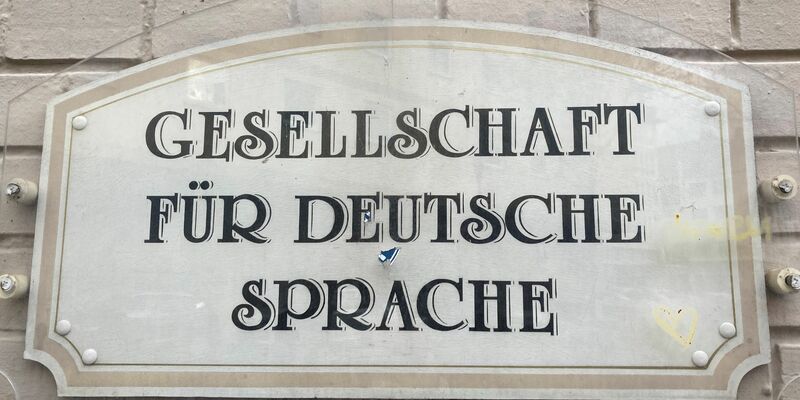 GESELLSCHAFT
FÜR DEUTSCHE
SPRACHE